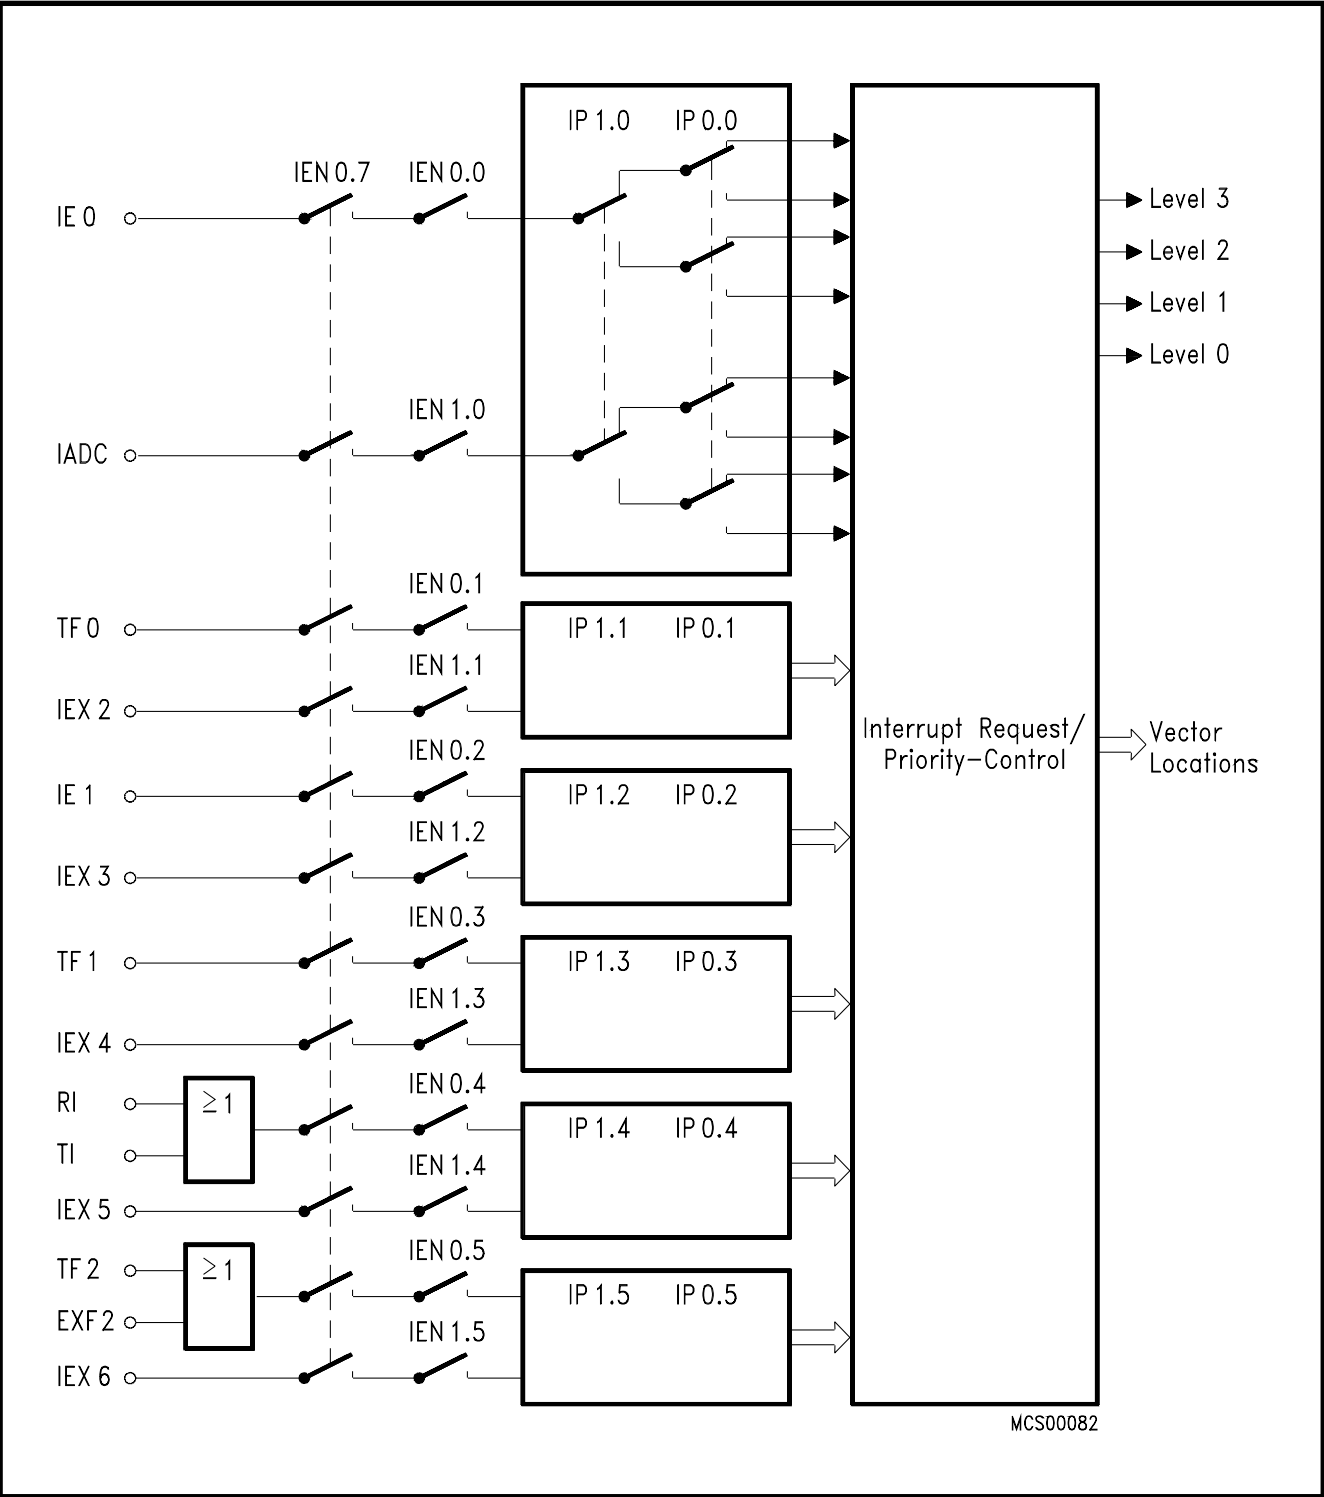 IP 1.0 IP 0.0
IEN 0.7 IEN 0.0
IE 0
Level 3
Level 2
Level 1
Level 0
IEN 1.0
IADC
IEN 0.1
TF 0
IP 1.1 IP 0.1
IEN 1.1
IEX 2
Interrupt Request/
Priority-Control
Vector
Locations
IEN 0.2
IE 1
IP 1.2 IP 0.2
IEN 1.2
IEX 3
IEN 0.3
TF 1
IP 1.3 IP 0.3
IEN 1.3
IEX 4
IEN 0.4
RI
≥1
IP 1.4 IP 0.4
TI
IEN 1.4
IEX 5
IEN 0.5
TF 2
≥1
IP 1.5 IP 0.5
EXF 2
IEN 1.5
IEX 6
MCS00082